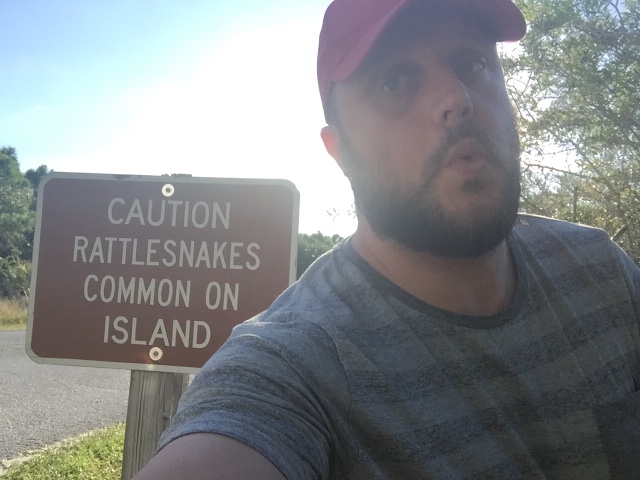 CAUTION
RATTLESNAKES
COMMON ON
ISLAND